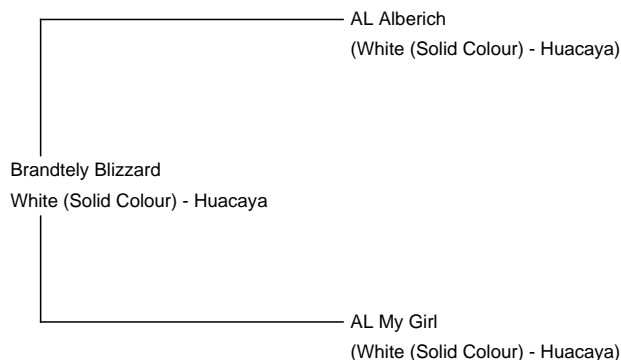 AL Alberich
(White (Solid Colour) - Huacaya)
Brandtely Blizzard
White (Solid Colour) - Huacaya
AL My Girl
(White (Solid Colour) - Huacaya)